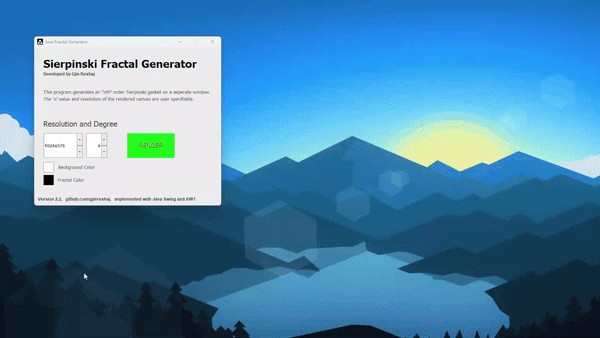 Java Fractal Generator
Sierpinski Fractal Generator
Developed by Gjin Rexhaj
This program generates an "nth" order Sierpinski gasket on a seperate window.
The 'n' value and resolution of the rendered canvas are user specifiable.
Resolution and Degree
1024x576
RENDER
Background Color
Fractal Color
Version 2.2, github.com/gjinrexhaj, implemented with Java Swing and AWT